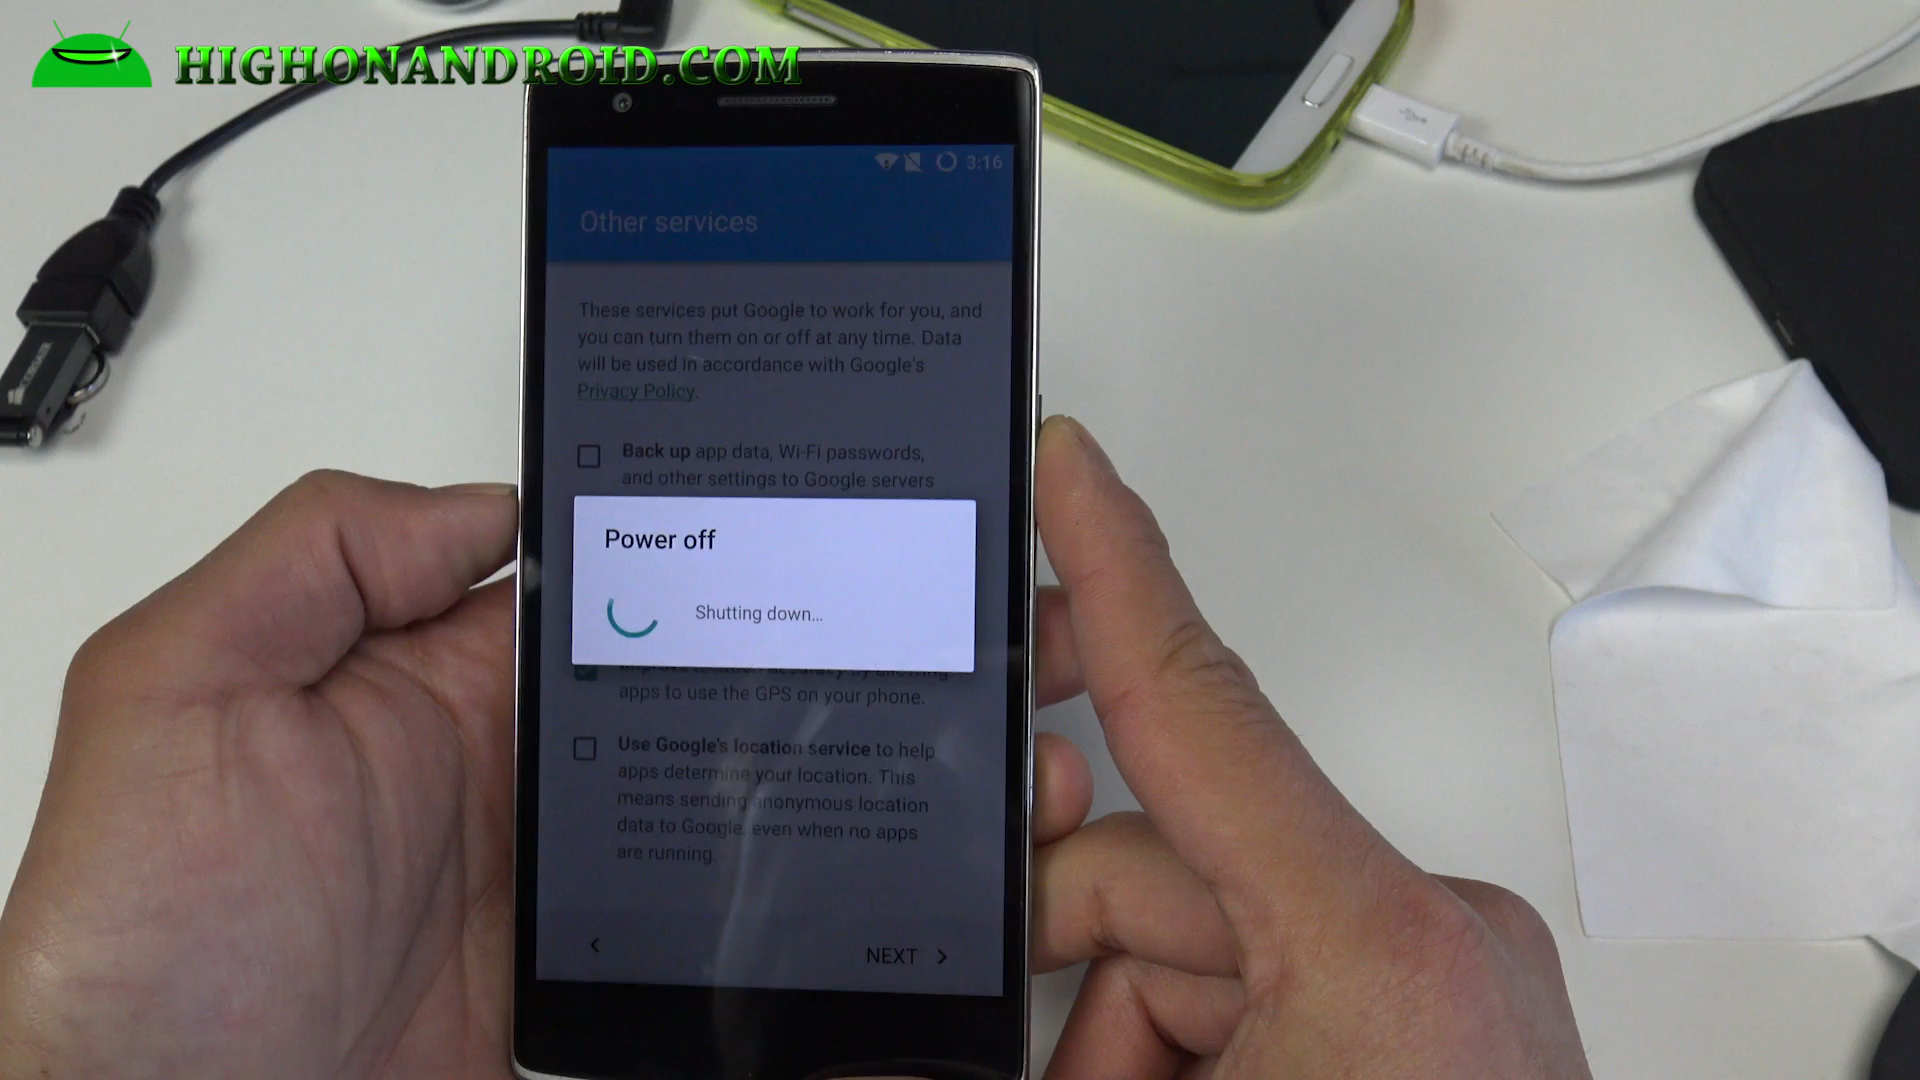 HIGHONANDROID.COM
3:16
Other services
These services put Google to work for you, and
you can turn them on or off at any time. Data
will be used in accordance with Google's
Privacy Policy.
Back up app data, Wi-Fi passwords,
and other settings to Google servers
Power off
Shutting down...
apps to use the GPS on your phone.
Use Google's location service to help
apps determine your location. This
means sending anonymous location
data to Google, even when no apps
are running.
NEXT
CORSAIR